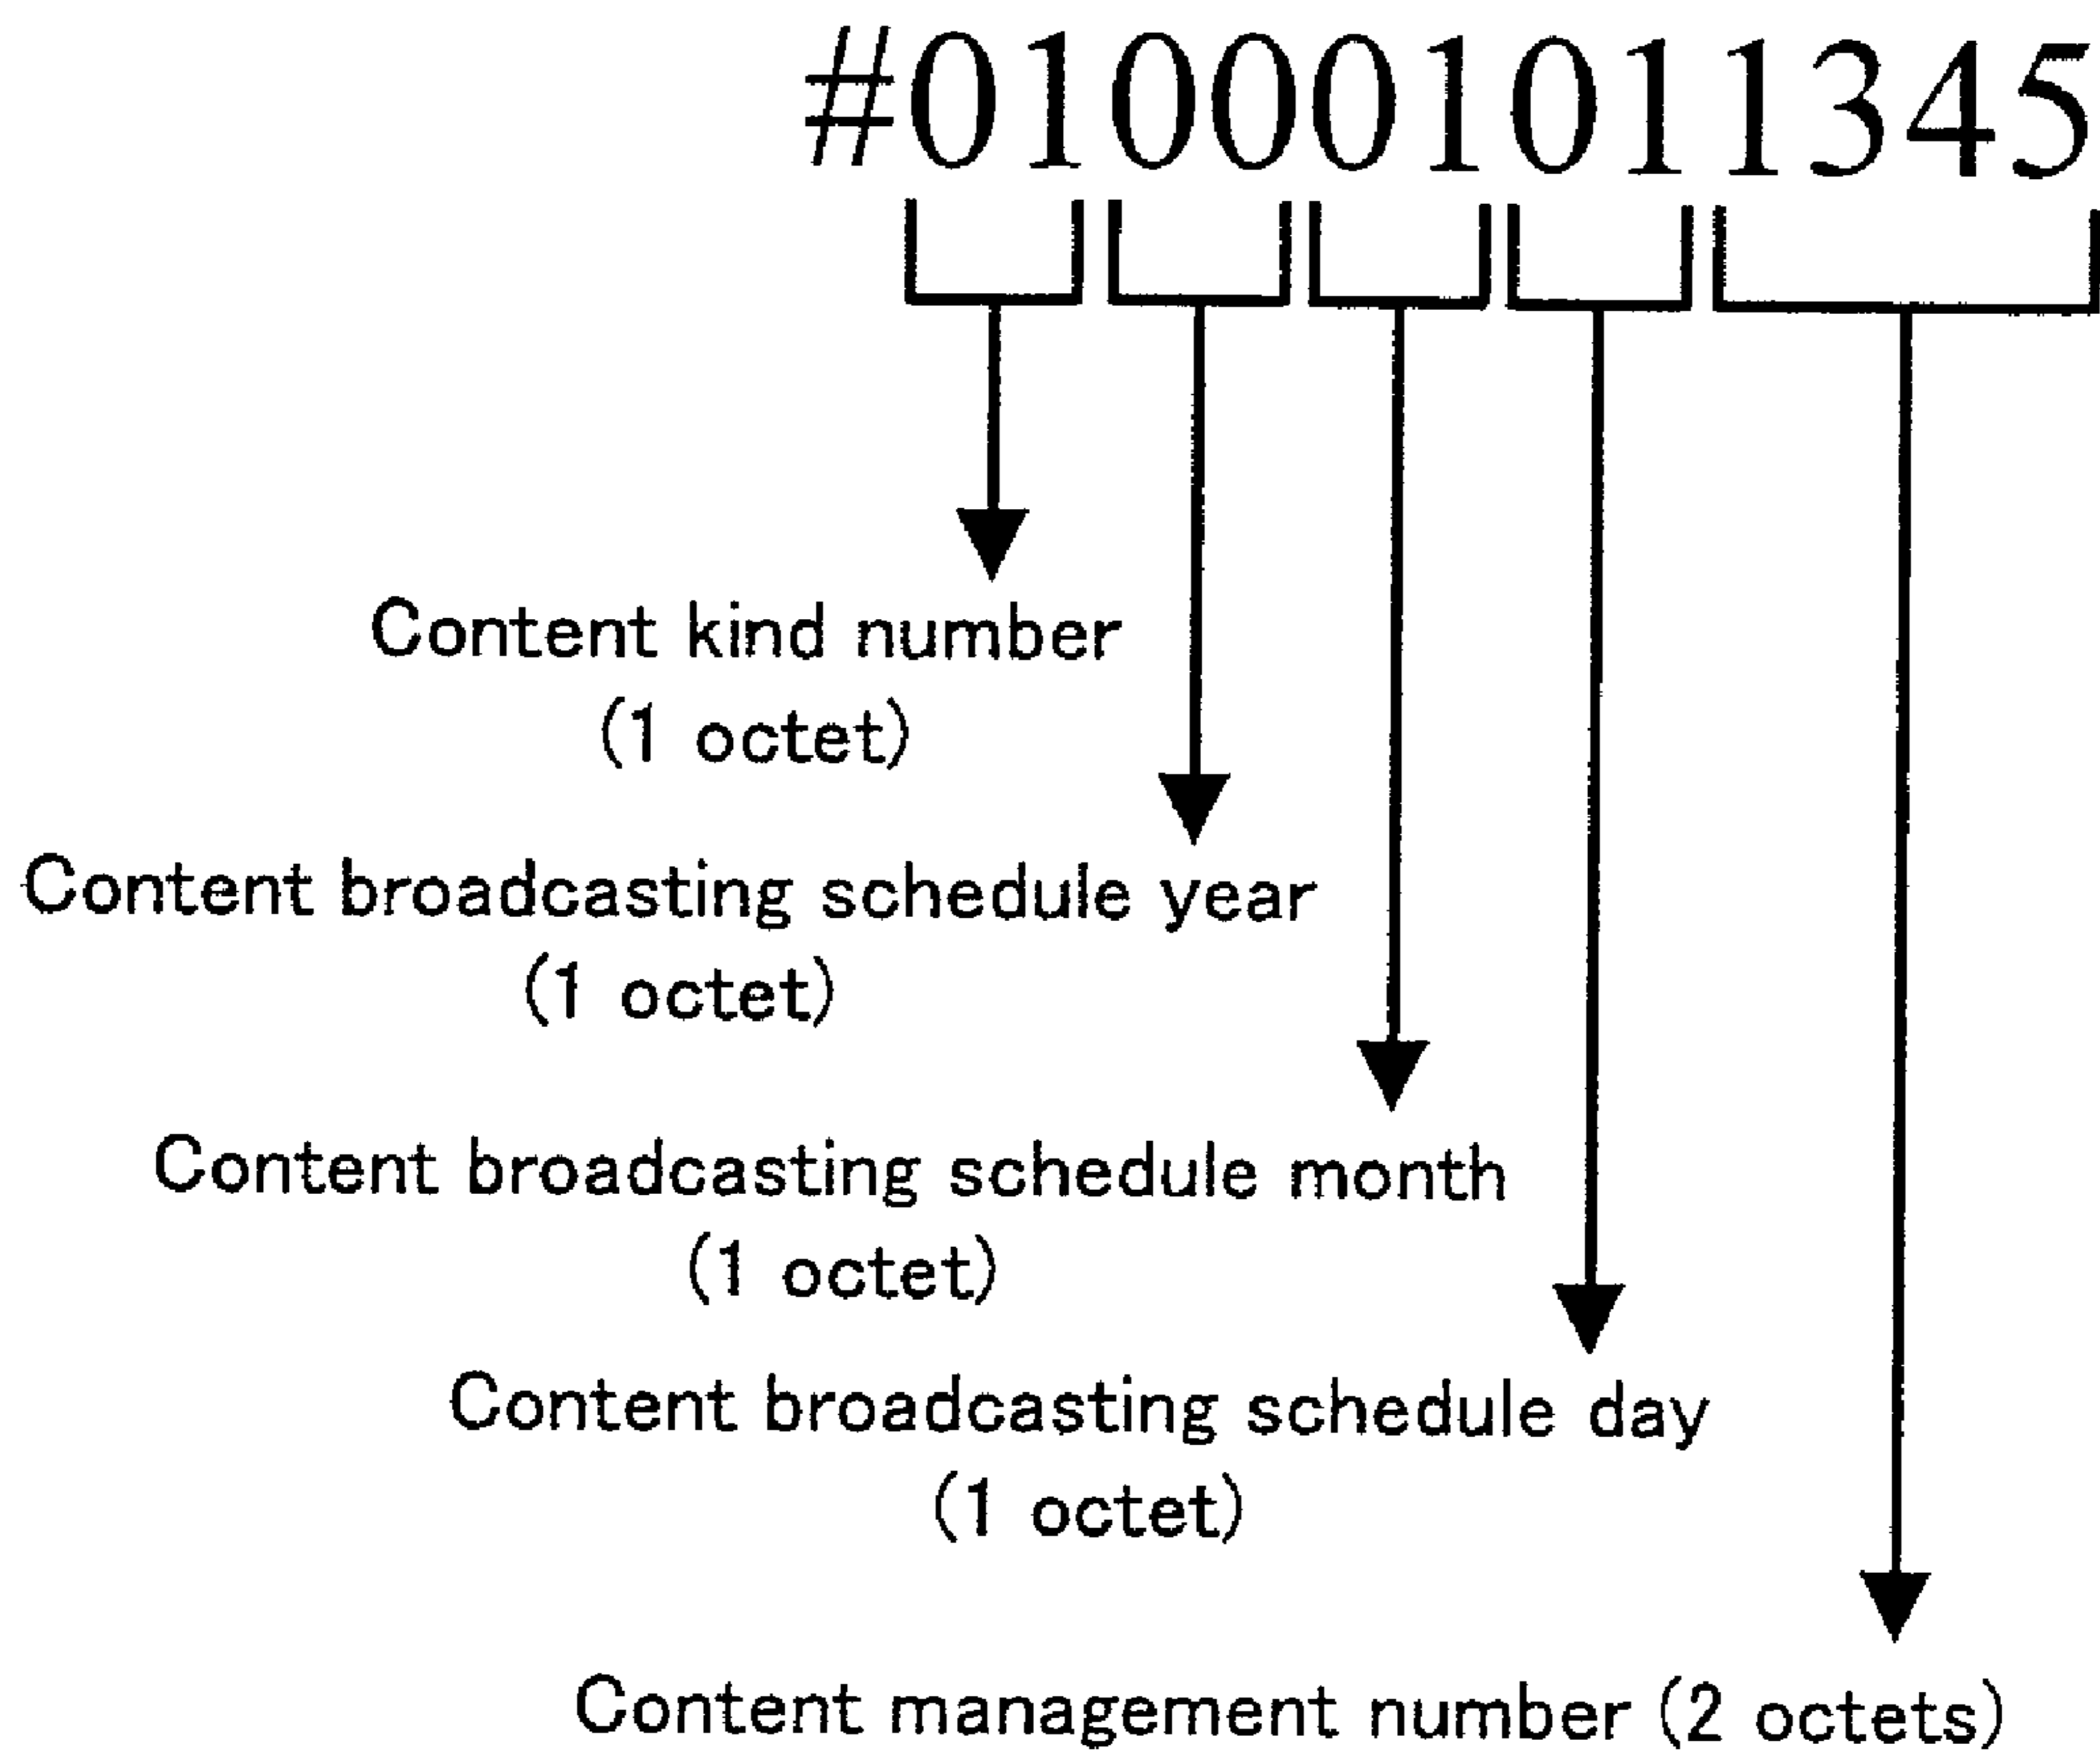 #010001011345
Content kind number
(1 octet)
Content broadcasting schedule year
(1 octet)
Content broadcasting schedule month
(1 octet)
Content broadcasting schedule day
(1 octet)
Content management number (2 octets)